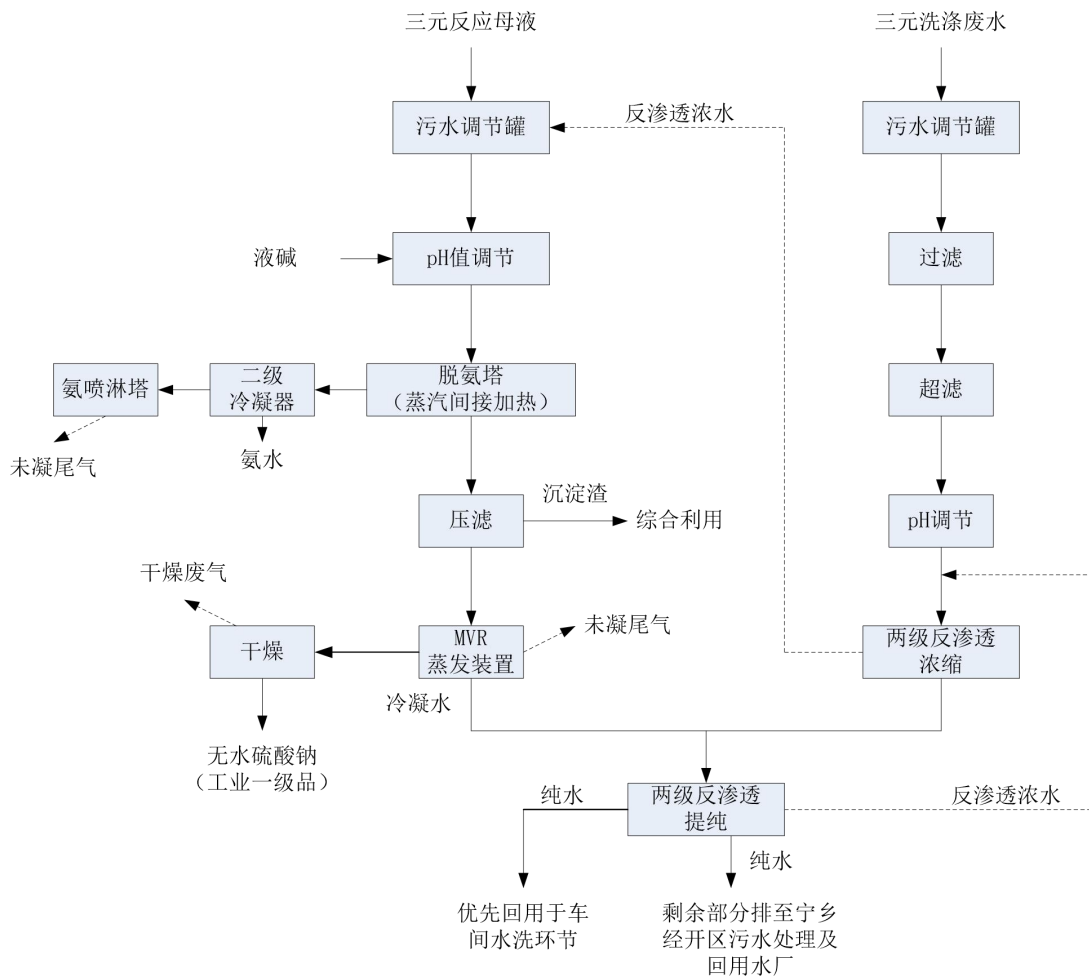 三元反应母液
三元洗涤废水
污水调节罐
反渗透浓水
污水调节罐
液碱
pH值调节
过滤
氨喷淋塔
二级
冷凝器
脱氨塔
（蒸汽间接加热）
超滤
未凝尾气
氨水
压滤
沉淀渣
综合利用
pH调节
干燥废气
干燥
MVR
蒸发装置
未凝尾气
两级反渗透
浓缩
冷凝水
无水硫酸钠
（工业一级品）
纯水
两级反渗透
提纯
反渗透浓水
纯水
优先回用于车
间水洗环节
剩余部分排至宁乡
经开区污水处理及
回用水厂